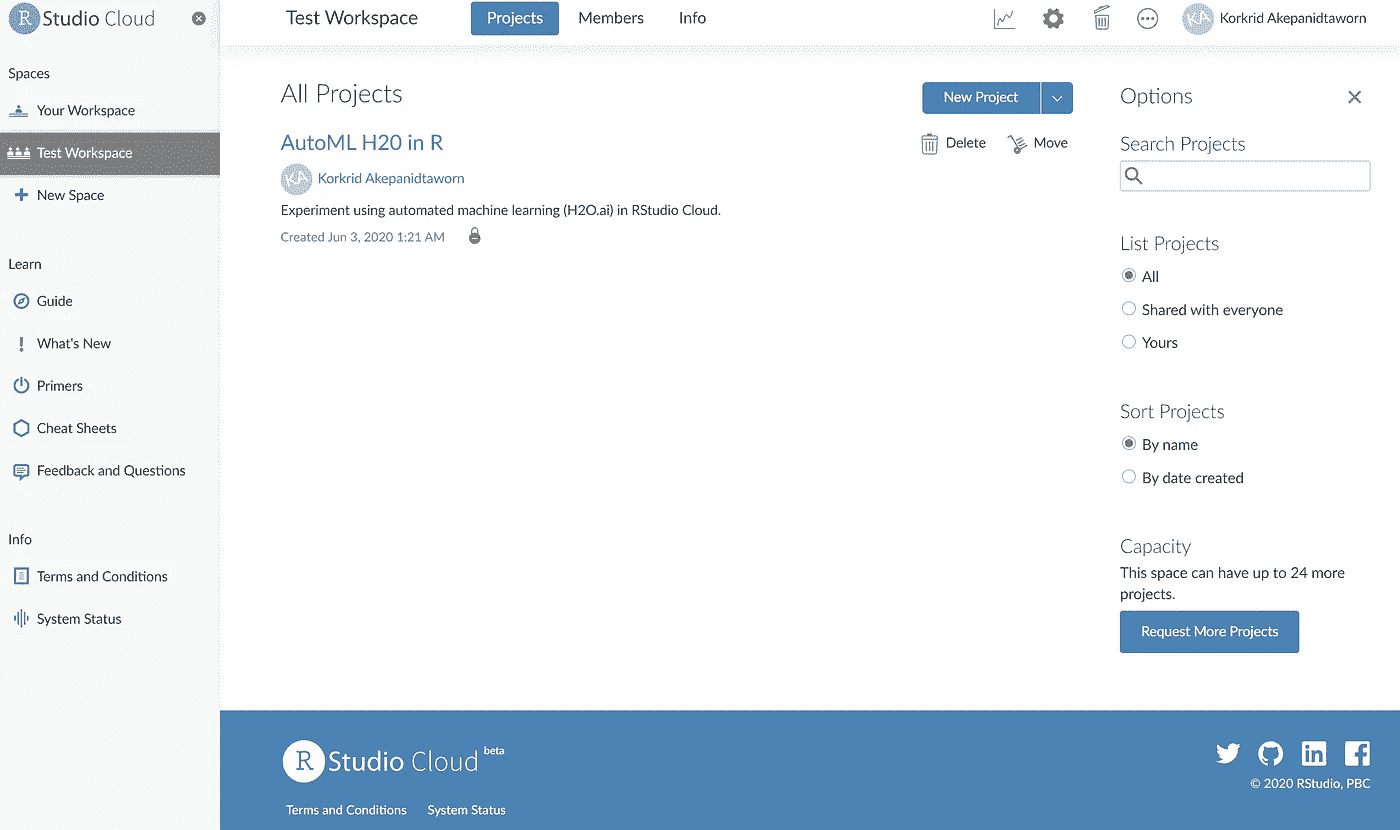 R Studio Cloud
Spaces
Your Workspace
Test Workspace
New Space
Learn
Guide
What's New
Primers
Cheat Sheets
Feedback and Questions
Info
Terms and Conditions
System Status
Test Workspace Projects Members Info KA Korkrid Akepanidtaworn
All Projects
New Project
AutoML H20 in R
Delete Move
KA Korkrid Akepanidtaworn
Experiment using automated machine learning (H2O.ai) in RStudio Cloud.
Created Jun 3, 2020 1:21 AM
Options
Search Projects
List Projects
All
Shared with everyone
Yours
Sort Projects
By name
By date created
Capacity
This space can have up to 24 more
projects.
Request More Projects
R Studio Cloud beta
Terms and Conditions System Status
in
© 2020 RStudio, PBC